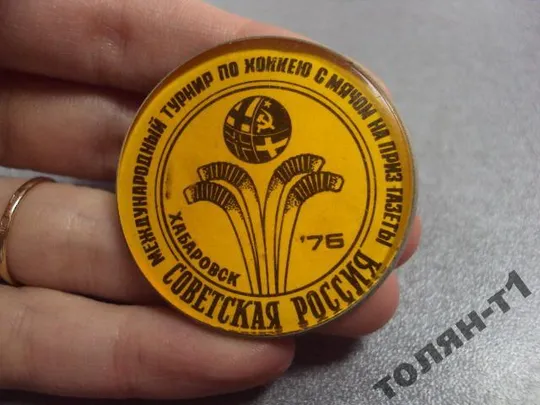 МЕЖДУНАРОДНЫЙ ТУРНИР ПО ХОККЕЮ С МЯЧОМ НА ПРИЗ ГАЗЕТЫ
СОВЕТСКАЯ РОССИЯ
ХАБАРОВСК
'76
ТОЛЯН-Т1